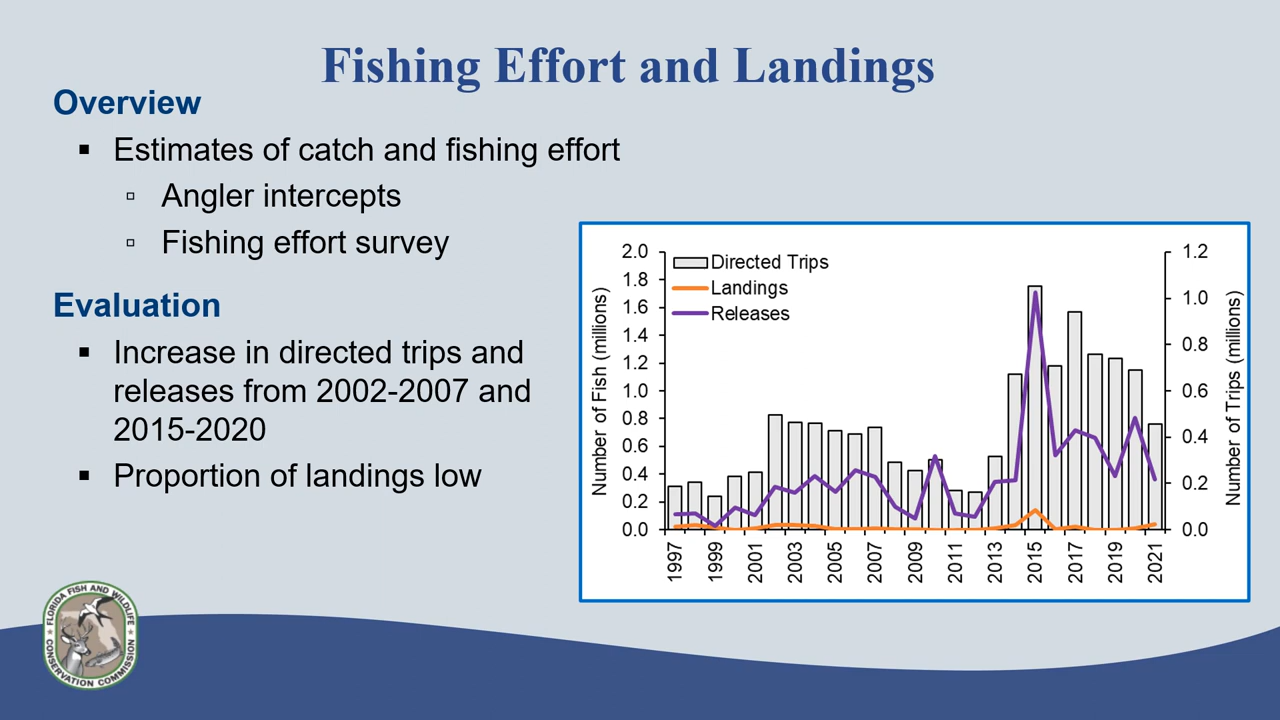 Fishing Effort and Landings
Overview
▪ Estimates of catch and fishing effort
▫ Angler intercepts
▫ Fishing effort survey
Evaluation
▪ Increase in directed trips and
releases from 2002-2007 and
2015-2020
▪ Proportion of landings low
Directed Trips
Landings
Releases
Number of Fish (millions)
2.0
1.8
1.6
1.4
1.2
1.0
0.8
0.6
0.4
0.2
0.0
1.2
1.0
0.8
0.6
0.4
0.2
0.0
Number of Trips (millions)
1997 1999 2001 2003 2005 2007 2009 2011 2013 2015 2017 2019 2021
FLORIDA FISH AND WILDLIFE
CONSERVATION COMMISSION